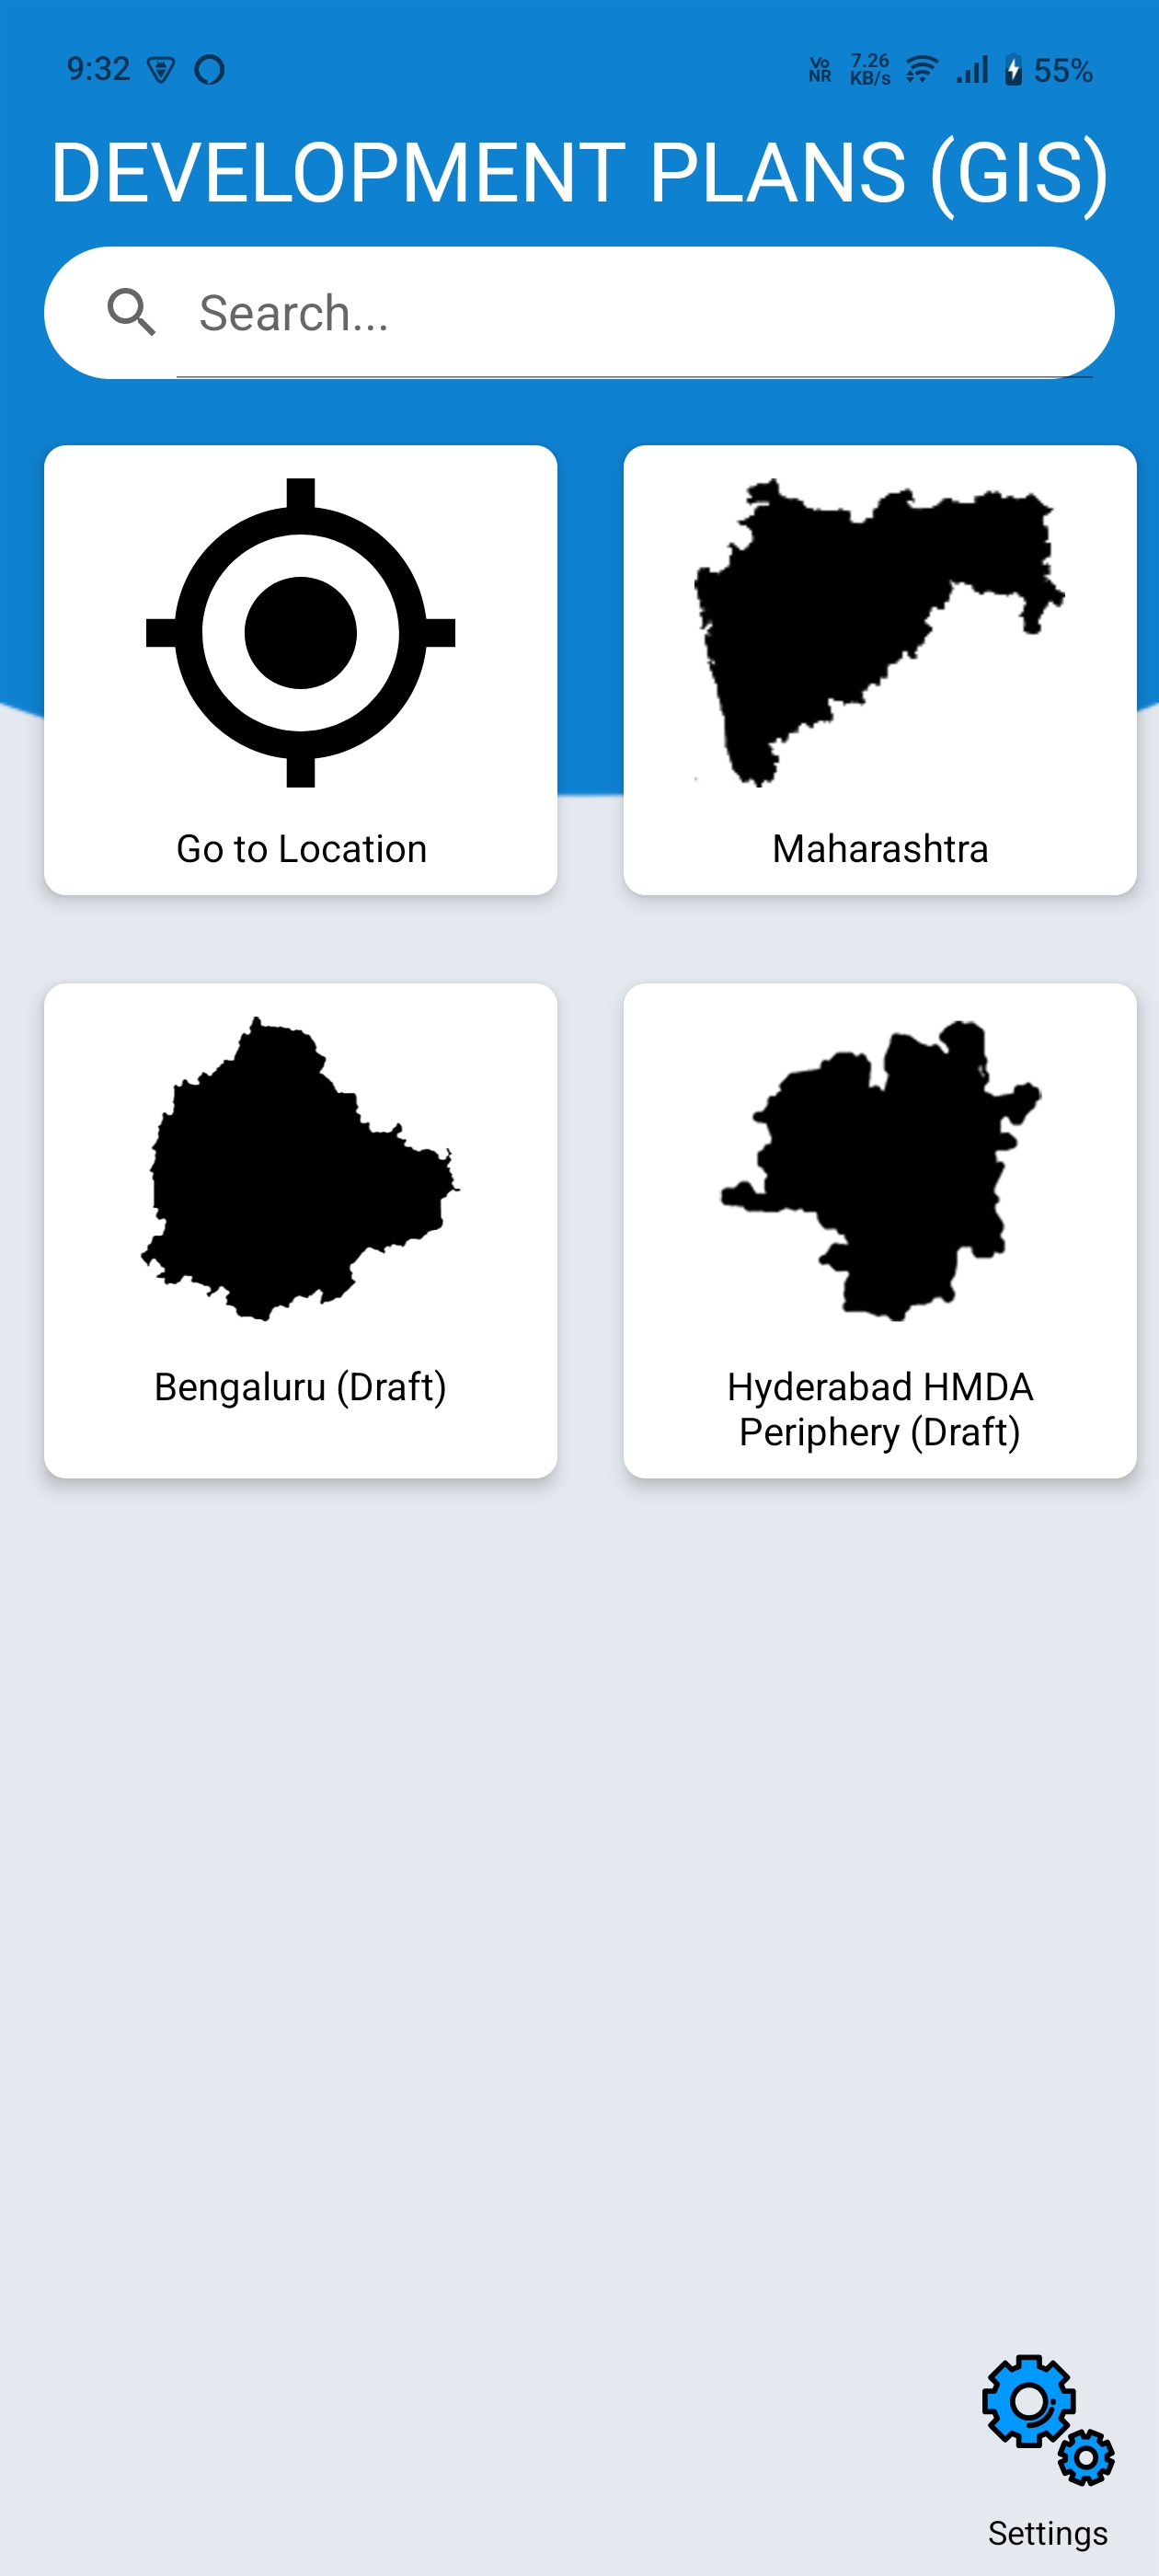 9:32
Vo NR 7.26 KB/s 55%
DEVELOPMENT PLANS (GIS)
Search...
Go to Location
Maharashtra
Bengaluru (Draft)
Hyderabad HMDA
Periphery (Draft)
Settings